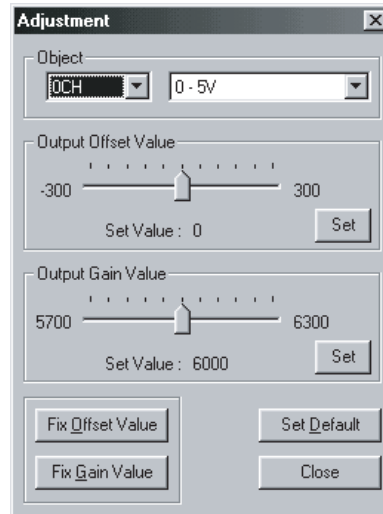 Adjustment
Object
0CH
0 - 5V
Output Offset Value
-300
300
Set Value : 0
Set
Output Gain Value
5700
6300
Set Value : 6000
Set
Fix Offset Value
Set Default
Fix Gain Value
Close